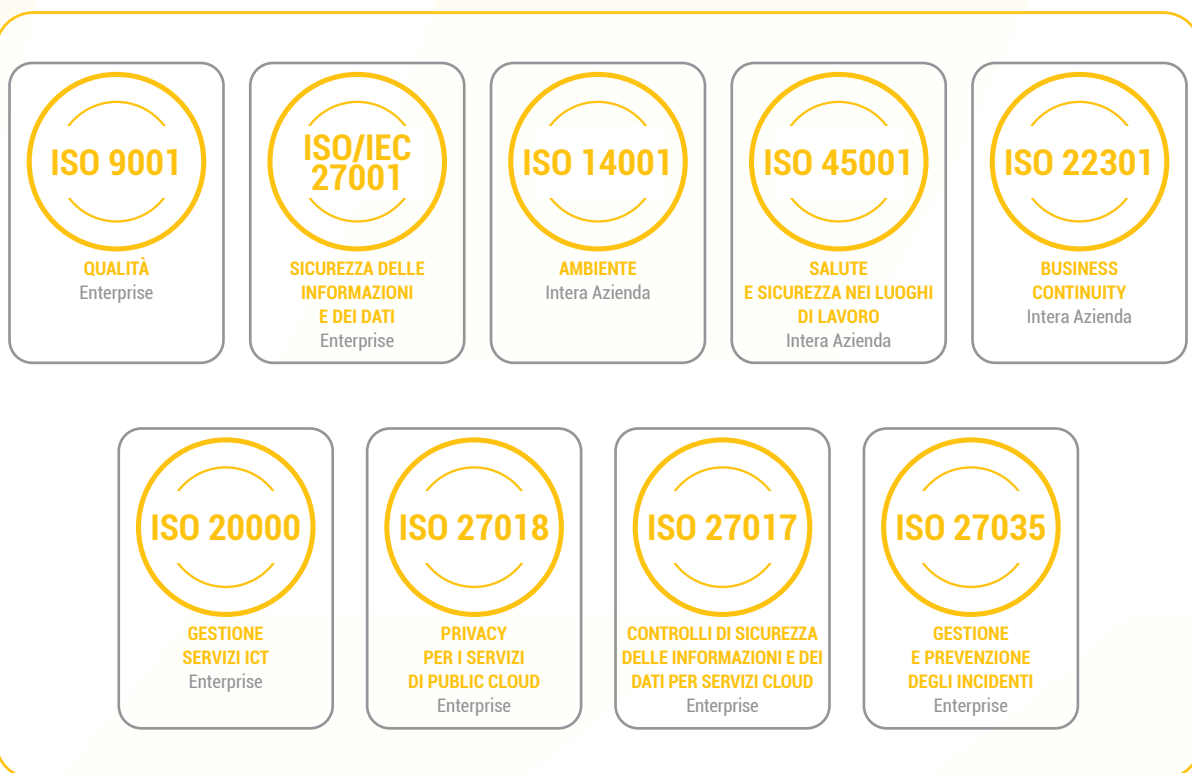 ISO 9001
QUALITÀ
Enterprise
ISO/IEC
27001
SICUREZZA DELLE
INFORMAZIONI
E DEI DATI
Enterprise
ISO 14001
AMBIENTE
Intera Azienda
ISO 45001
SALUTE
E SICUREZZA NEI LUOGHI
DI LAVORO
Intera Azienda
ISO 22301
BUSINESS
CONTINUITY
Intera Azienda
ISO 20000
GESTIONE
SERVIZI ICT
Enterprise
ISO 27018
PRIVACY
PER I SERVIZI
DI PUBLIC CLOUD
Enterprise
ISO 27017
CONTROLLI DI SICUREZZA
DELLE INFORMAZIONI E DEI
DATI PER SERVIZI CLOUD
Enterprise
ISO 27035
GESTIONE
E PREVENZIONE
DEGLI INCIDENTI
Enterprise